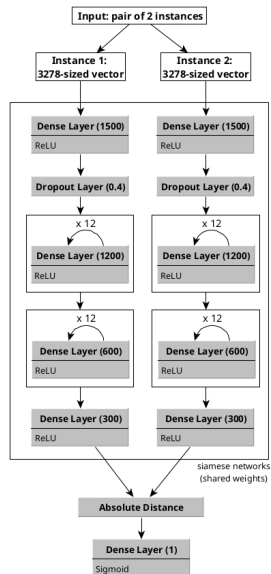 Input: pair of 2 instances
Instance 1:
3278-sized vector
Instance 2:
3278-sized vector
Dense Layer (1500)
ReLU
Dense Layer (1500)
ReLU
Dropout Layer (0.4)
Dropout Layer (0.4)
x 12
Dense Layer (1200)
ReLU
x 12
Dense Layer (1200)
ReLU
x 12
Dense Layer (600)
ReLU
x 12
Dense Layer (600)
ReLU
Dense Layer (300)
ReLU
Dense Layer (300)
ReLU
siamese networks
(shared weights)
Absolute Distance
Dense Layer (1)
Sigmoid